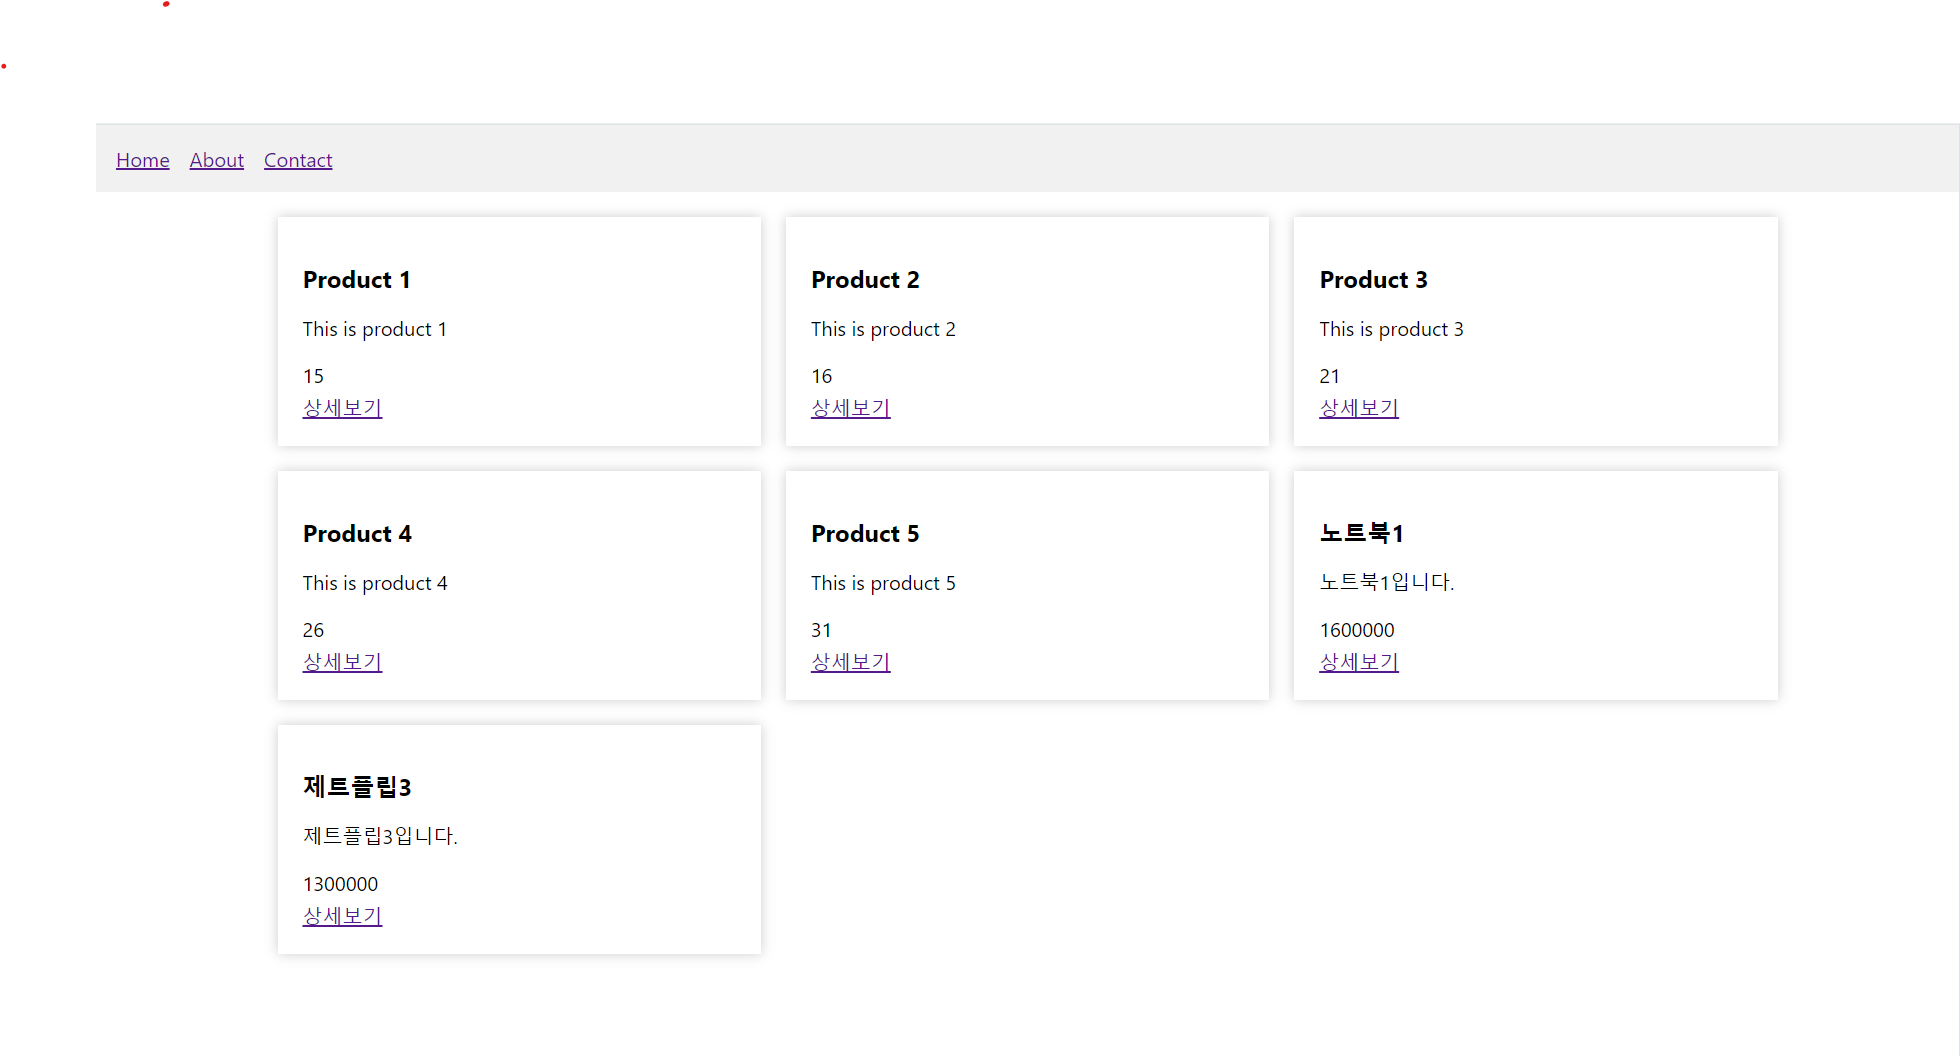 Home About Contact
Product 1
This is product 1
15
상세보기
Product 2
This is product 2
16
상세보기
Product 3
This is product 3
21
상세보기
Product 4
This is product 4
26
상세보기
Product 5
This is product 5
31
상세보기
노트북1
노트북1입니다.
1600000
상세보기
제트플립3
제트플립3입니다.
1300000
상세보기